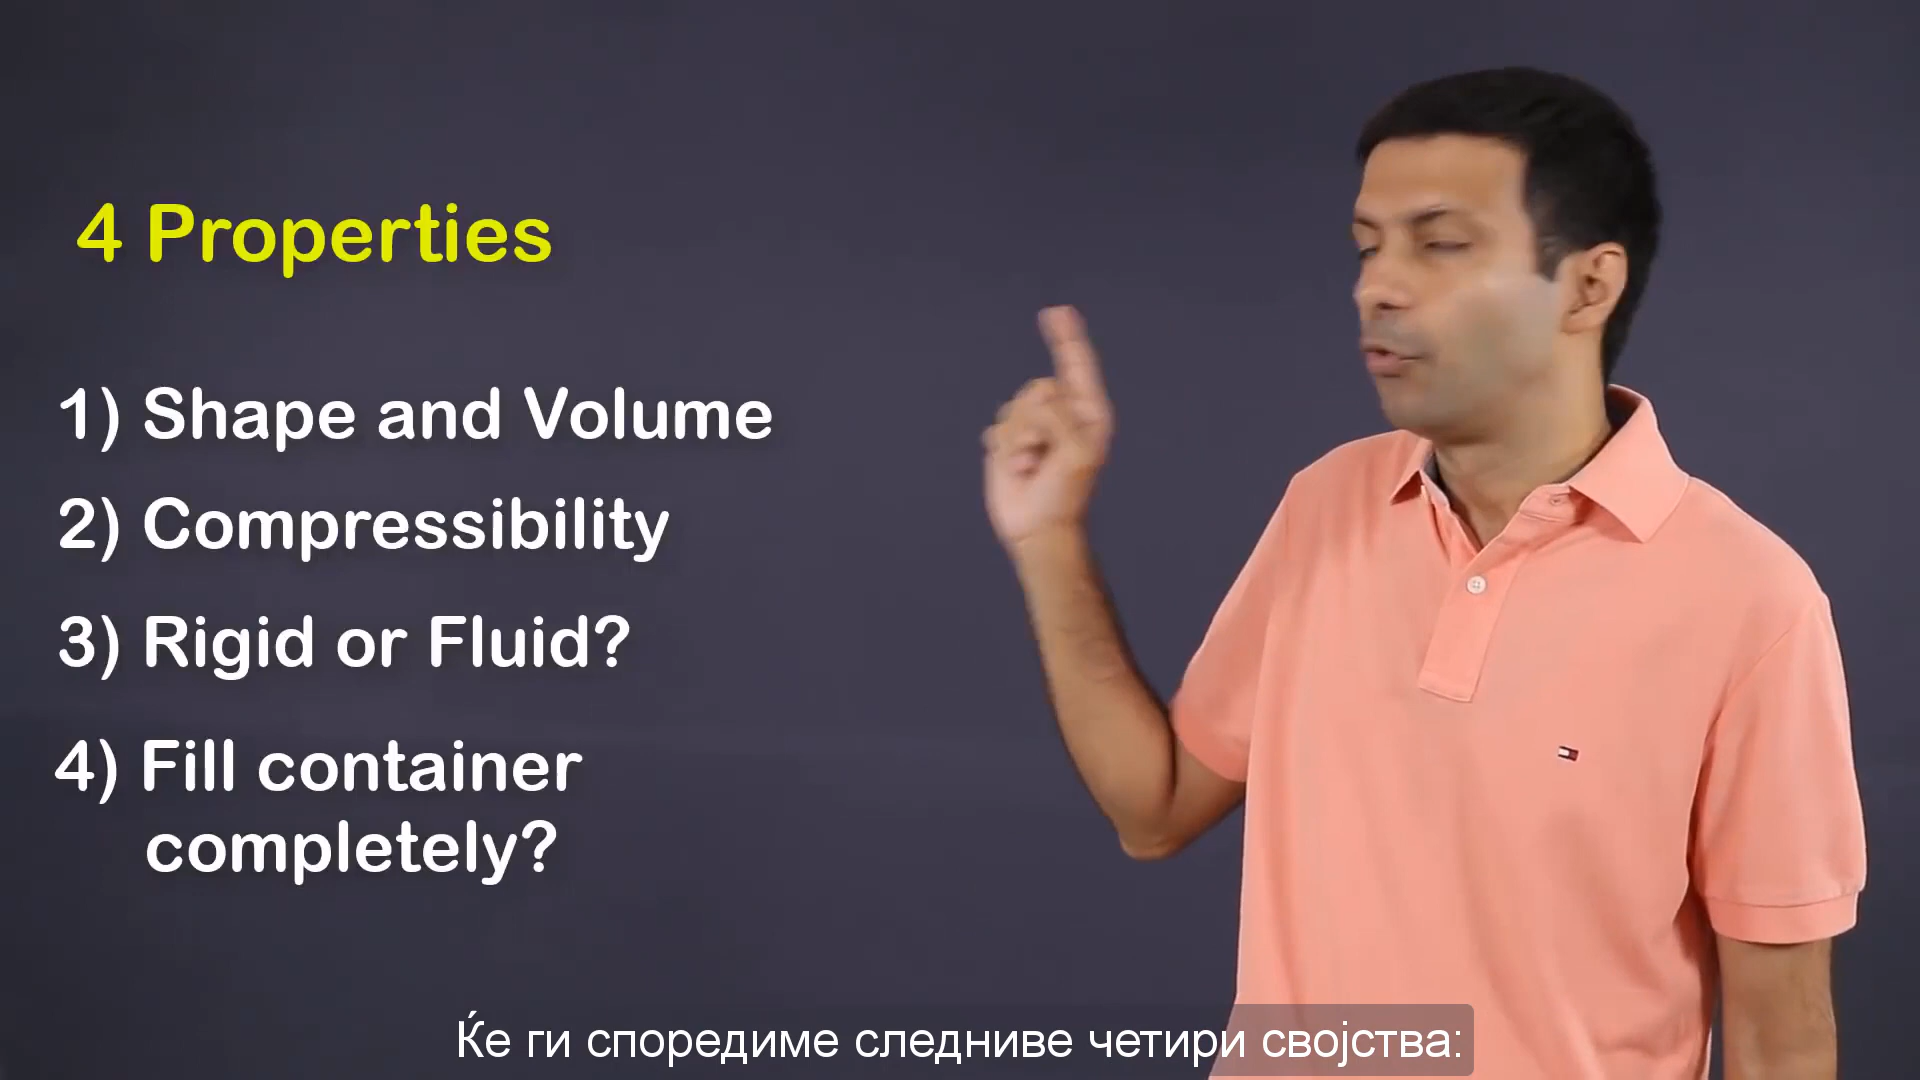 4 Properties
1) Shape and Volume
2) Compressibility
3) Rigid or Fluid?
4) Fill container
completely?
Ќе ги споредиме следниве четири својства: